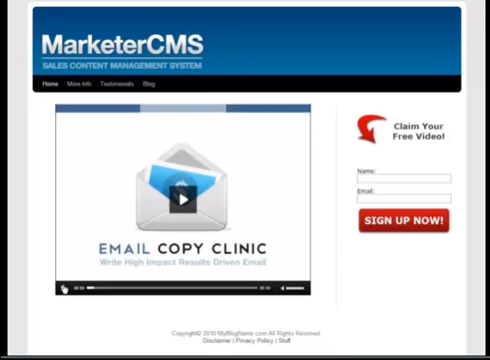 MarketerCMS
SALES CONTENT MANAGEMENT SYSTEM
Home More Info Testimonials Blog
EMAIL COPY CLINIC
Write High Impact Results Driven Email
Claim Your
Free Video!
Name:
Email:
SIGN UP NOW!
Copyright© 2010 MyBlogName.com.All Rights Reserved
Disclaimer | Privacy Policy | Stuff